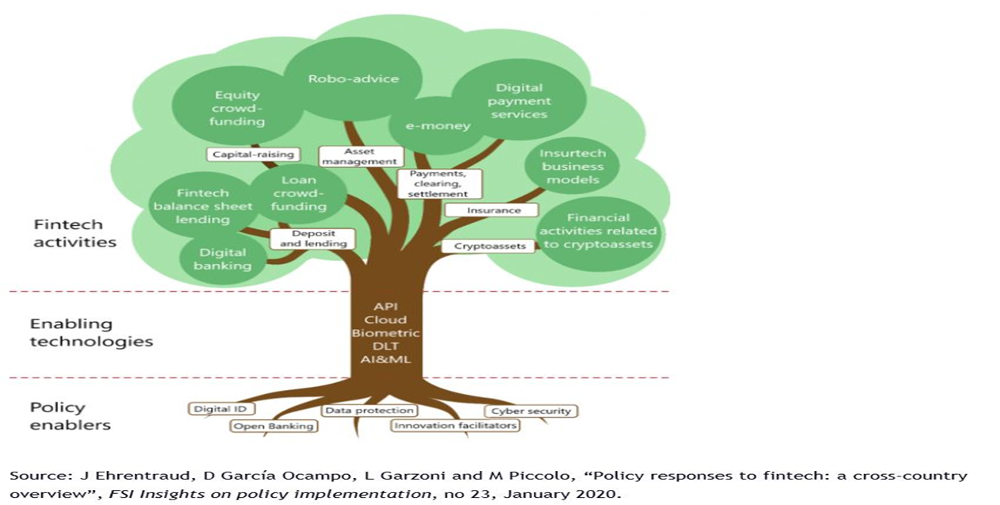 Robo-advice
Equity
crowd-
funding
Digital
payment
services
e-money
Capital-raising
Asset
management
Insurtech
business
models
Payments,
clearing,
settlement
Loan
crowd-
funding
Fintech
balance sheet
lending
Insurance
Financial
activities related
to cryptoassets
Deposit
and lending
Cryptoassets
Digital
banking
Fintech
activities
API
Cloud
Biometric
DLT
AI&ML
Enabling
technologies
Policy
enablers
Digital ID
Data protection
Cyber security
Open Banking
Innovation facilitators
Source: J Ehrentraud, D García Ocampo, L Garzoni and M Piccolo, “Policy responses to fintech: a cross-country
overview”, FSI Insights on policy implementation, no 23, January 2020.